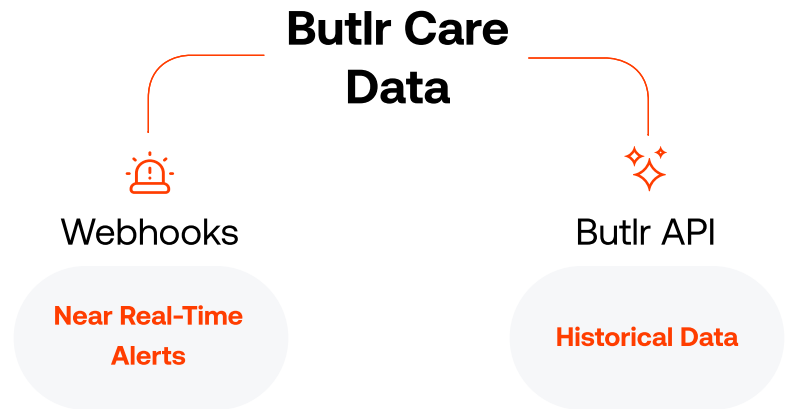 Butlr Care
Data
Webhooks
Butlr API
Near Real-Time
Alerts
Historical Data